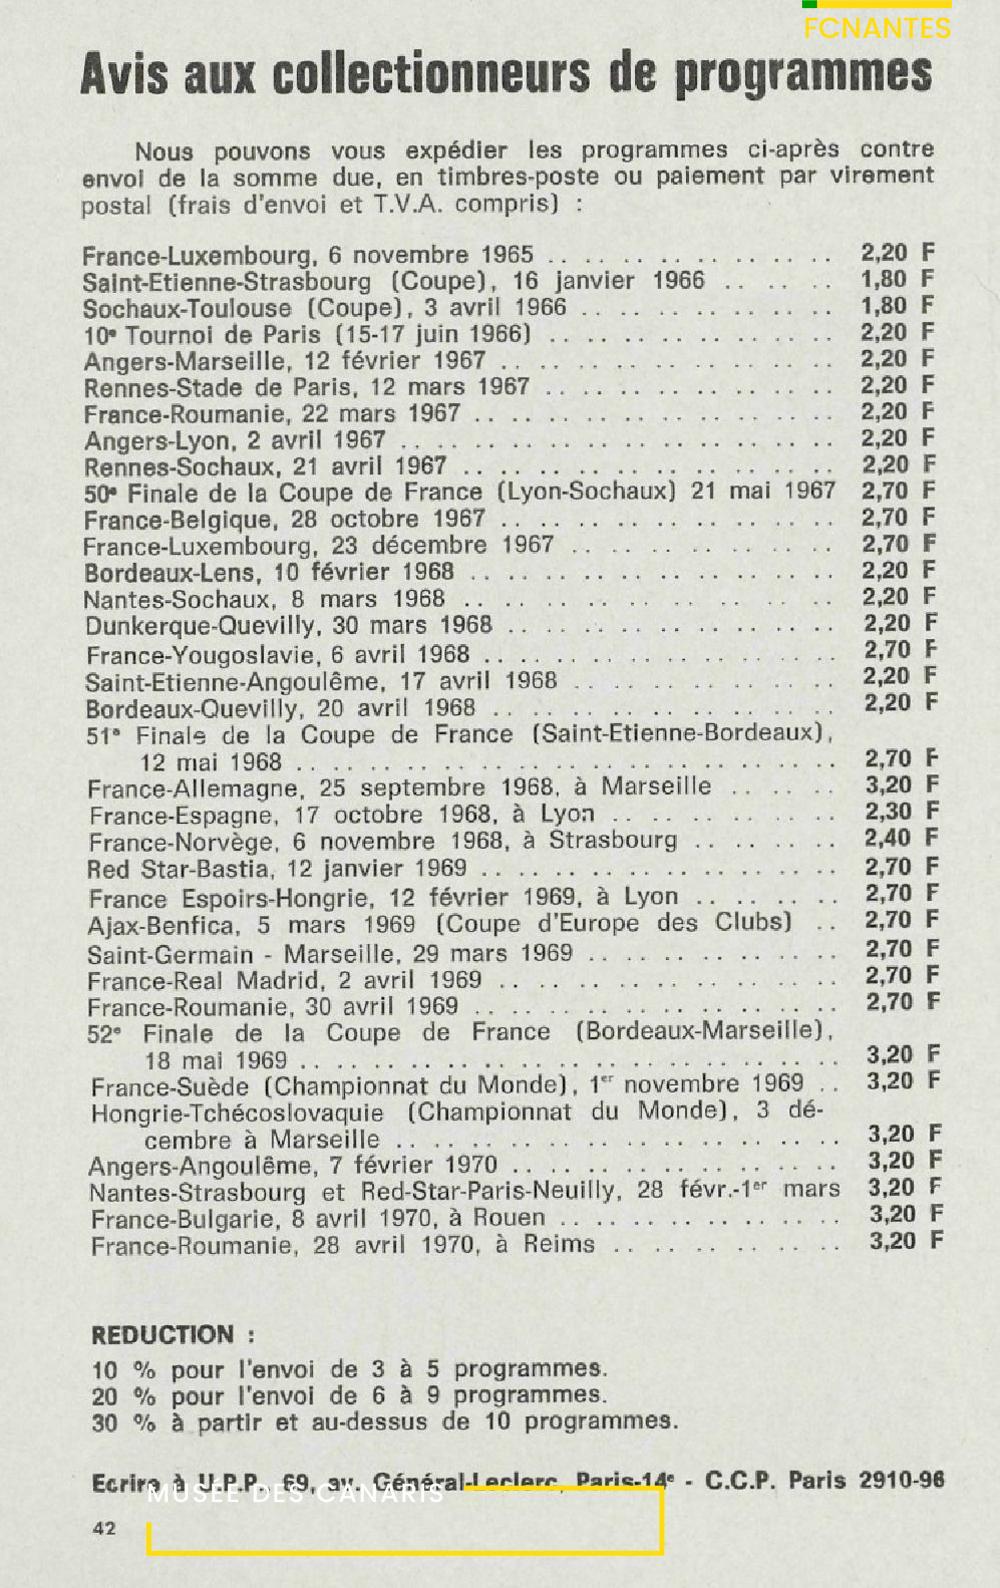 FCNANTES
Avis aux collectionneurs de programmes
Nous pouvons vous expédier les programmes ci-après contre
envoi de la somme due, en timbres-poste ou paiement par virement
postal (frais d'envoi et T.V.A. compris) :
France-Luxembourg, 6 novembre 1965 .. .. .. .. .. .. .. 2,20 F
Saint-Etienne-Strasbourg (Coupe), 16 janvier 1966 .. .. .. 1,80 F
Sochaux-Toulouse (Coupe), 3 avril 1966 .. .. .. .. .. .. 1,80 F
10e Tournoi de Paris (15-17 juin 1966) .. .. .. .. .. .. .. 2,20 F
Angers-Marseille, 12 février 1967 .. .. .. .. .. .. .. .. 2,20 F
Rennes-Stade de Paris, 12 mars 1967 .. .. .. .. .. .. .. 2,20 F
France-Roumanie, 22 mars 1967 .. .. .. .. .. .. .. .. .. 2,20 F
Angers-Lyon, 2 avril 1967 .. .. .. .. .. .. .. .. .. .. .. 2,20 F
Rennes-Sochaux, 21 avril 1967 .. .. .. .. .. .. .. .. .. 2,20 F
50e Finale de la Coupe de France (Lyon-Sochaux) 21 mai 1967 2,70 F
France-Belgique, 28 octobre 1967 .. .. .. .. .. .. .. .. 2,70 F
France-Luxembourg, 23 décembre 1967 .. .. .. .. .. .. 2,70 F
Bordeaux-Lens, 10 février 1968 .. .. .. .. .. .. .. .. .. 2,20 F
Nantes-Sochaux, 8 mars 1968 .. .. .. .. .. .. .. .. .. 2,20 F
Dunkerque-Quevilly, 30 mars 1968 .. .. .. .. .. .. .. .. 2,20 F
France-Yougoslavie, 6 avril 1968 .. .. .. .. .. .. .. .. 2,70 F
Saint-Etienne-Angoulême, 17 avril 1968 .. .. .. .. .. .. 2,20 F
Bordeaux-Quevilly, 20 avril 1968 .. .. .. .. .. .. .. .. 2,20 F
51e Finale de la Coupe de France (Saint-Etienne-Bordeaux),
12 mai 1968 .. .. .. .. .. .. .. .. .. .. .. .. .. .. 2,70 F
France-Allemagne, 25 septembre 1968, à Marseille .. .. .. 3,20 F
France-Espagne, 17 octobre 1968, à Lyon .. .. .. .. .. .. 2,30 F
France-Norvège, 6 novembre 1968, à Strasbourg .. .. .. .. 2,40 F
Red Star-Bastia, 12 janvier 1969 .. .. .. .. .. .. .. .. .. 2,70 F
France Espoirs-Hongrie, 12 février 1969, à Lyon .. .. .. .. 2,70 F
Ajax-Benfica, 5 mars 1969 (Coupe d'Europe des Clubs) .. 2,70 F
Saint-Germain - Marseille, 29 mars 1969 .. .. .. .. .. .. 2,70 F
France-Real Madrid, 2 avril 1969 .. .. .. .. .. .. .. .. 2,70 F
France-Roumanie, 30 avril 1969 .. .. .. .. .. .. .. .. .. 2,70 F
52e Finale de la Coupe de France (Bordeaux-Marseille),
18 mai 1969 .. .. .. .. .. .. .. .. .. .. .. .. .. .. 3,20 F
France-Suède (Championnat du Monde), 1er novembre 1969 .. 3,20 F
Hongrie-Tchécoslovaquie (Championnat du Monde), 3 dé-
cembre à Marseille .. .. .. .. .. .. .. .. .. .. .. 3,20 F
Angers-Angoulême, 7 février 1970 .. .. .. .. .. .. .. .. 3,20 F
Nantes-Strasbourg et Red-Star-Paris-Neuilly, 28 févr.-1er mars 3,20 F
France-Bulgarie, 8 avril 1970, à Rouen .. .. .. .. .. .. .. 3,20 F
France-Roumanie, 28 avril 1970, à Reims .. .. .. .. .. .. 3,20 F
REDUCTION :
10 % pour l'envoi de 3 à 5 programmes.
20 % pour l'envoi de 6 à 9 programmes.
30 % à partir et au-dessus de 10 programmes.
Ecrire à U.P.P., 69, av. Général-Leclerc, Paris-14e - C.C.P. Paris 2910-96
MUSÉE DES CANARIS
42